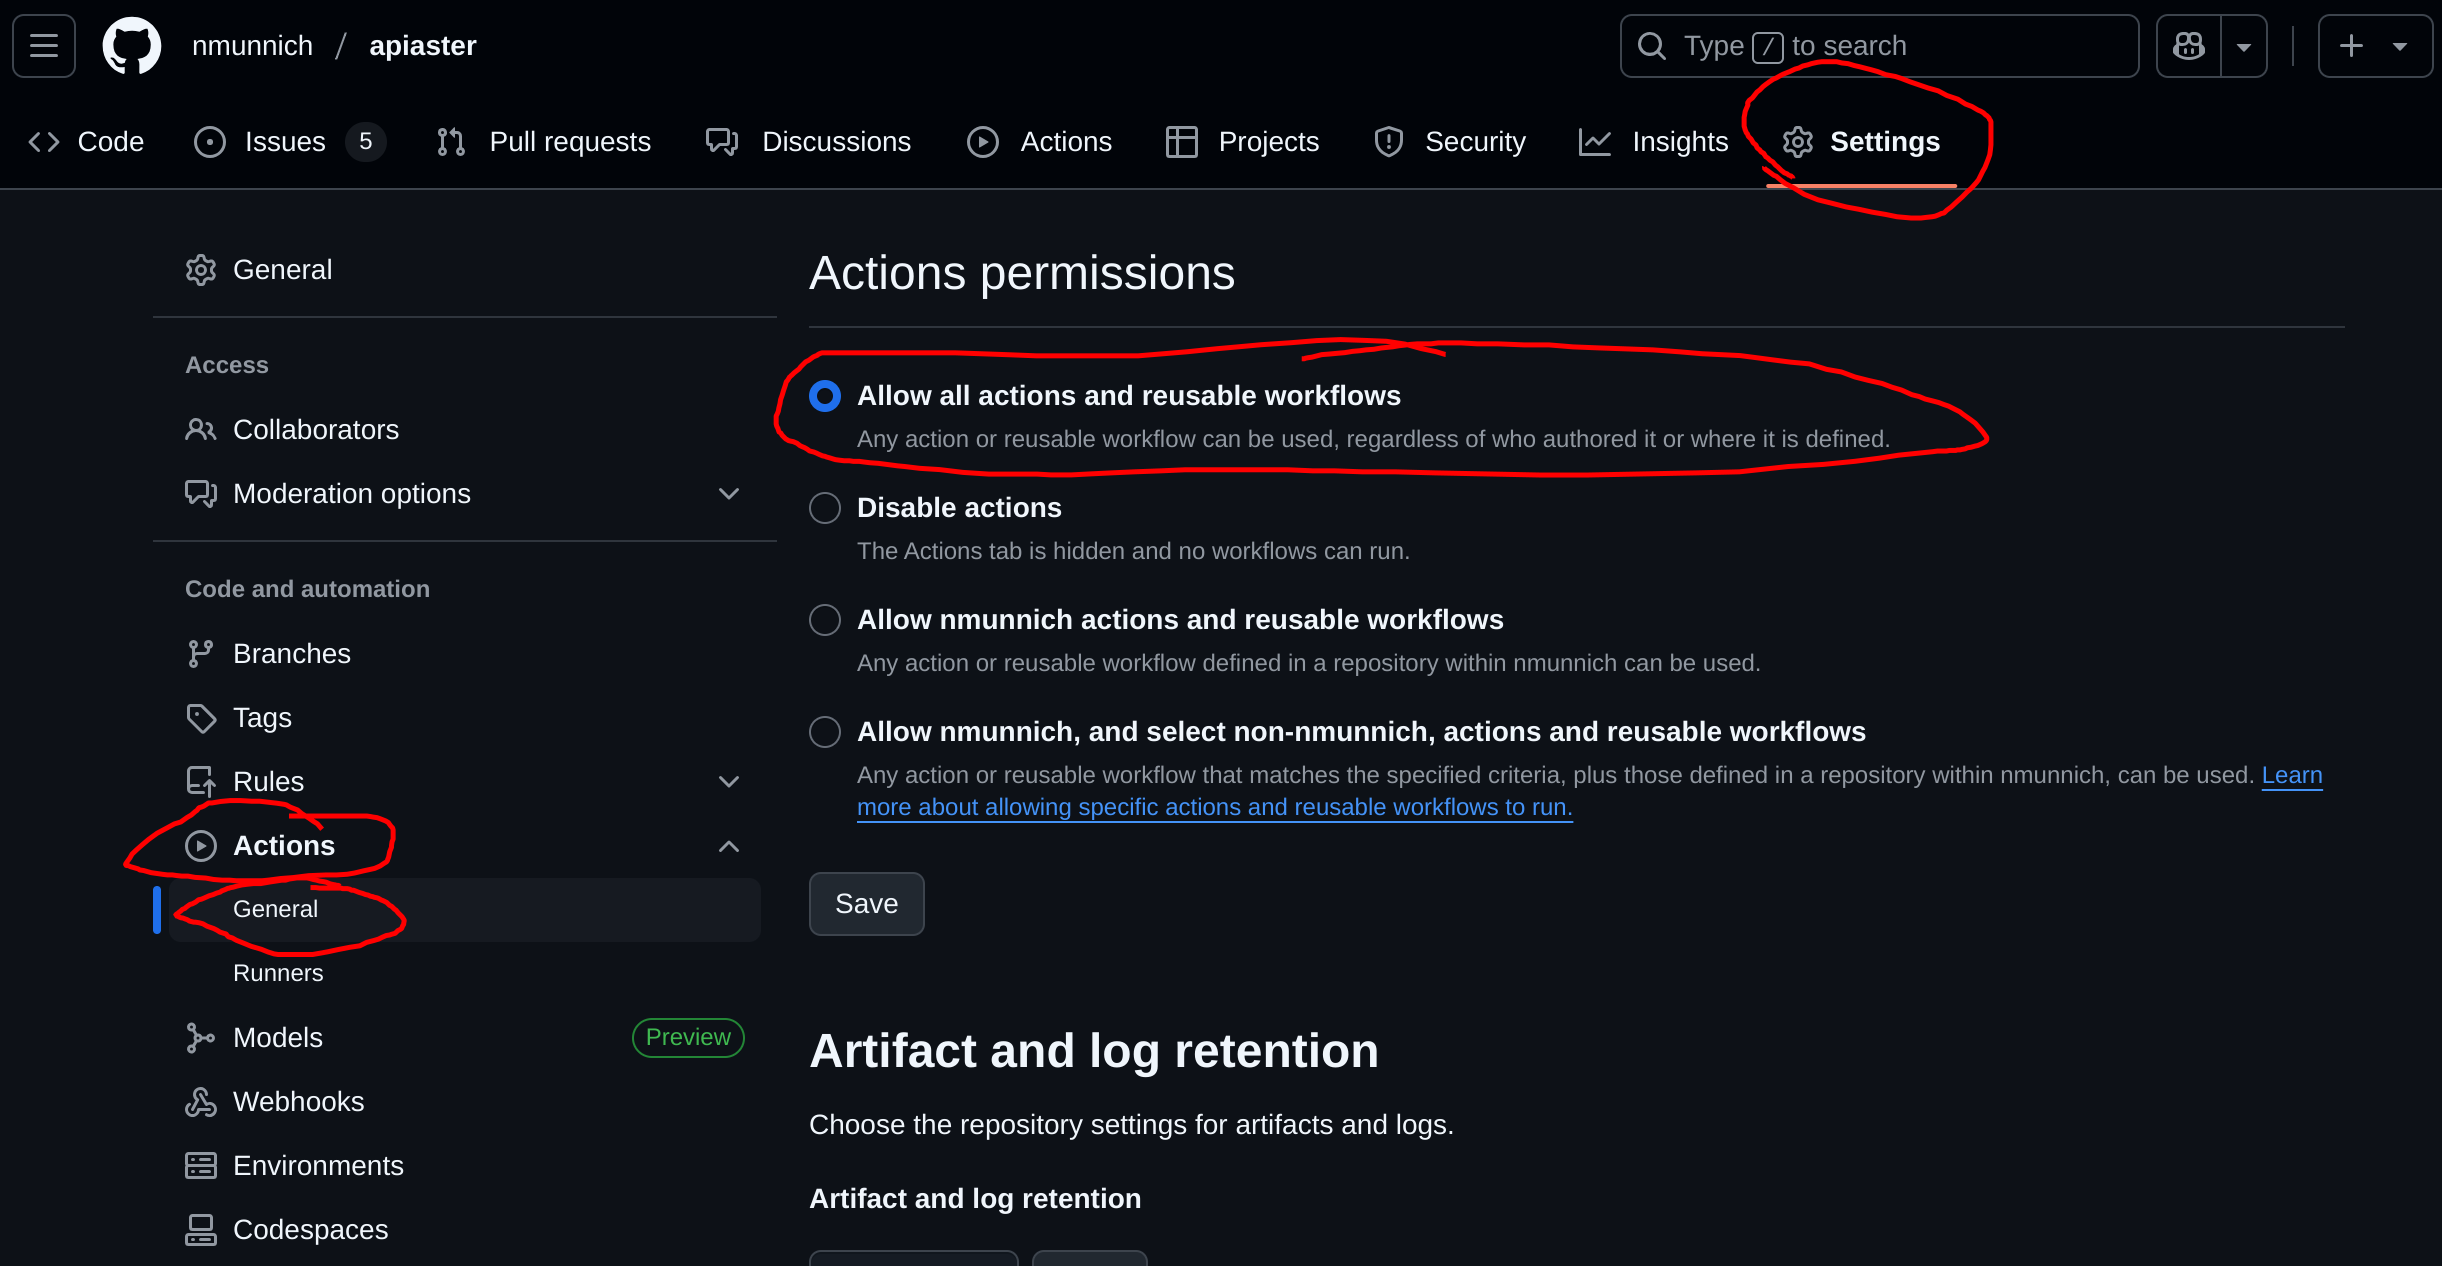 nmunnich / apiaster
Type / to search
Code
Issues 5
Pull requests
Discussions
Actions
Projects
Security
Insights
Settings
General
Access
Collaborators
Moderation options
Code and automation
Branches
Tags
Rules
Actions
General
Runners
Models Preview
Webhooks
Environments
Codespaces
Actions permissions
Allow all actions and reusable workflows
Any action or reusable workflow can be used, regardless of who authored it or where it is defined.
Disable actions
The Actions tab is hidden and no workflows can run.
Allow nmunnich actions and reusable workflows
Any action or reusable workflow defined in a repository within nmunnich can be used.
Allow nmunnich, and select non-nmunnich, actions and reusable workflows
Any action or reusable workflow that matches the specified criteria, plus those defined in a repository within nmunnich, can be used. Learn
more about allowing specific actions and reusable workflows to run.
Save
Artifact and log retention
Choose the repository settings for artifacts and logs.
Artifact and log retention